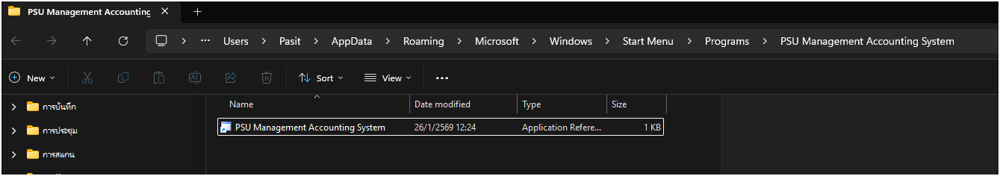 PSU Management Accounting
Users > Pasit > AppData > Roaming > Microsoft > Windows > Start Menu > Programs > PSU Management Accounting System
New Sort View
Name Date modified Type Size
การบันทึก
PSU Management Accounting System 26/1/2569 12:24 Application Refere... 1 KB
การประชุม
การสแกน